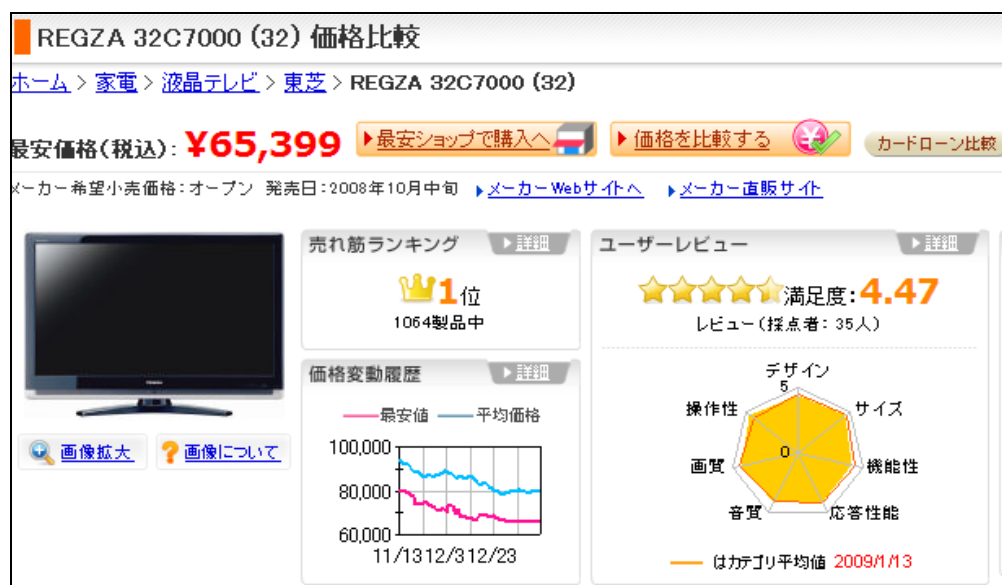 REGZA 32C7000 (32) 価格比較
ホーム > 家電 > 液晶テレビ > 東芝 > REGZA 32C7000 (32)
最安価格(税込): ¥65,399 最安ショップで購入へ 価格を比較する カードローン比較
メーカー希望小売価格:オープン 発売日:2008年10月中旬 メーカーWebサイトへ メーカー直販サイト
売れ筋ランキング 詳細
1位
1064製品中
価格変動履歴 詳細
最安値 平均価格
100,000
80,000
60,000
11/13 12/3 12/23
画像拡大 画像について
ユーザーレビュー 詳細
満足度:4.47
レビュー(採点者:35人)
デザイン
5
操作性 サイズ
0
画質 機能性
音質 応答性能
はカテゴリ平均値 2009/1/13